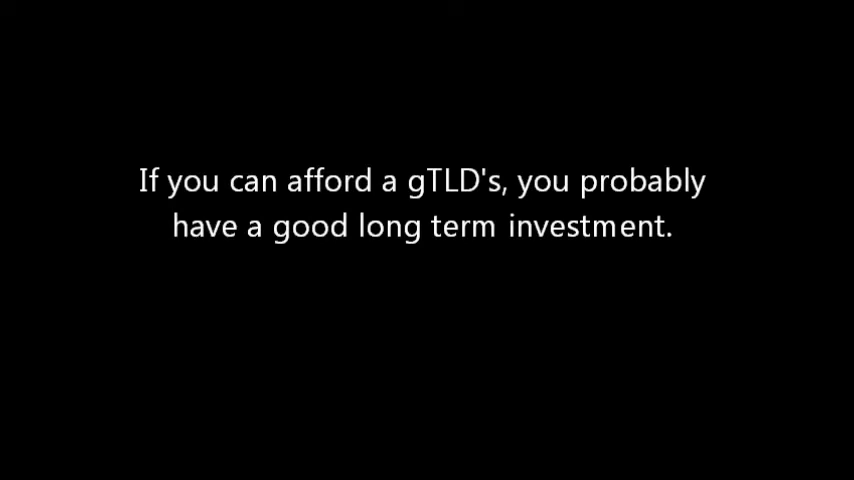 If you can afford a gTLD's, you probably
have a good long term investment.